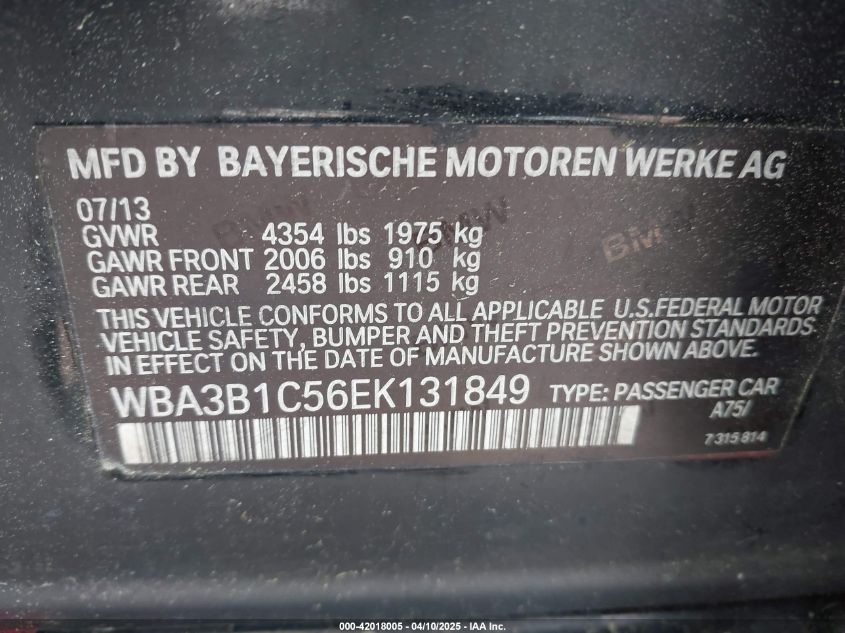 MFD BY BAYERISCHE MOTOREN WERKE AG
07/13
GVWR 4354 lbs 1975 kg
GAWR FRONT 2006 lbs 910 kg
GAWR REAR 2458 lbs 1115 kg
THIS VEHICLE CONFORMS TO ALL APPLICABLE U.S.FEDERAL MOTOR
VEHICLE SAFETY, BUMPER AND THEFT PREVENTION STANDARDS
IN EFFECT ON THE DATE OF MANUFACTURE SHOWN ABOVE.
WBA3B1C56EK131849 TYPE: PASSENGER CAR
A75/
7315814
BMW
BMW
BMW
000-42018005 - 04/10/2025 - IAA Inc.